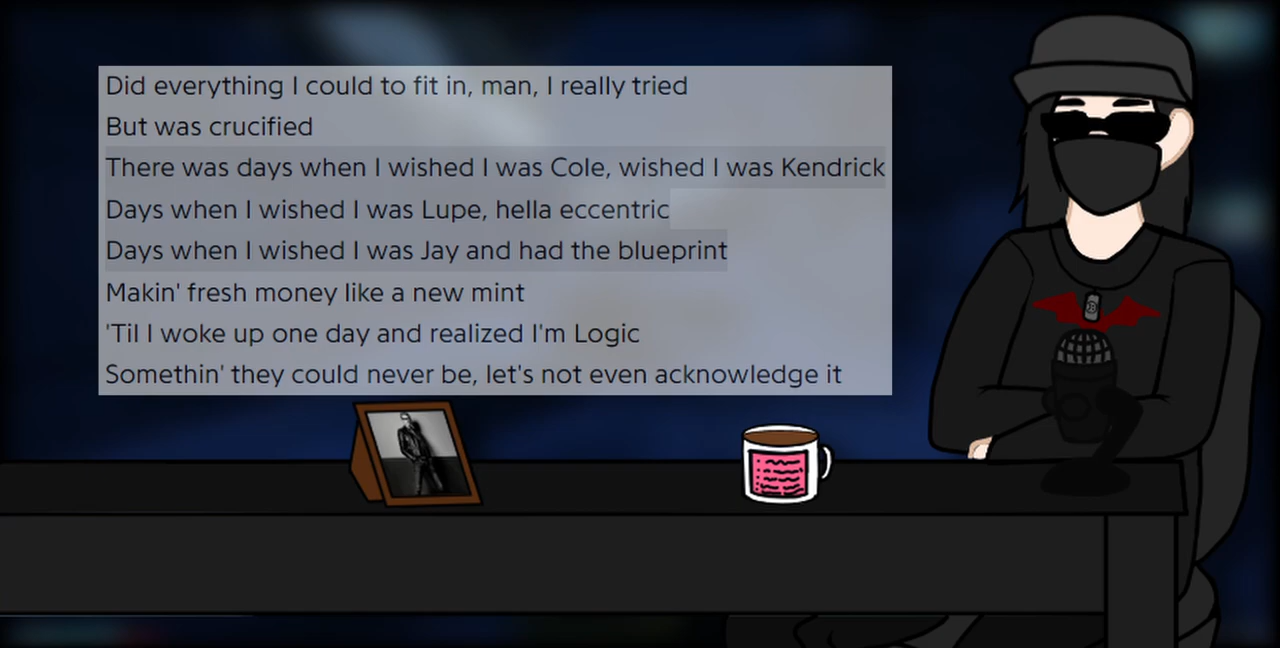 Did everything I could to fit in, man, I really tried
But was crucified
There was days when I wished I was Cole, wished I was Kendrick
Days when I wished I was Lupe, hella eccentric
Days when I wished I was Jay and had the blueprint
Makin' fresh money like a new mint
'Til I woke up one day and realized I'm Logic
Somethin' they could never be, let's not even acknowledge it